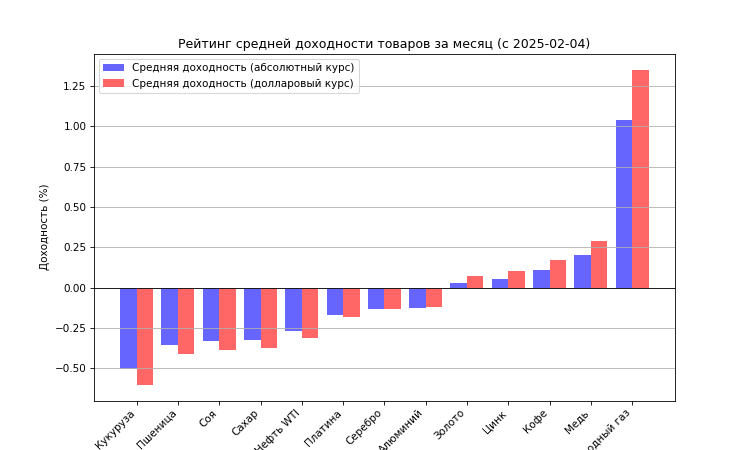 Рейтинг средней доходности товаров за месяц (с 2025-02-04)
Средняя доходность (абсолютный курс)
Средняя доходность (долларовый курс)
Доходность (%)
1.25
1.00
0.75
0.50
0.25
0.00
−0.25
−0.50
Кукуруза
Пшеница
Соя
Сахар
Нефть WTI
Платина
Серебро
Алюминий
Золото
Цинк
Кофе
Медь
газ